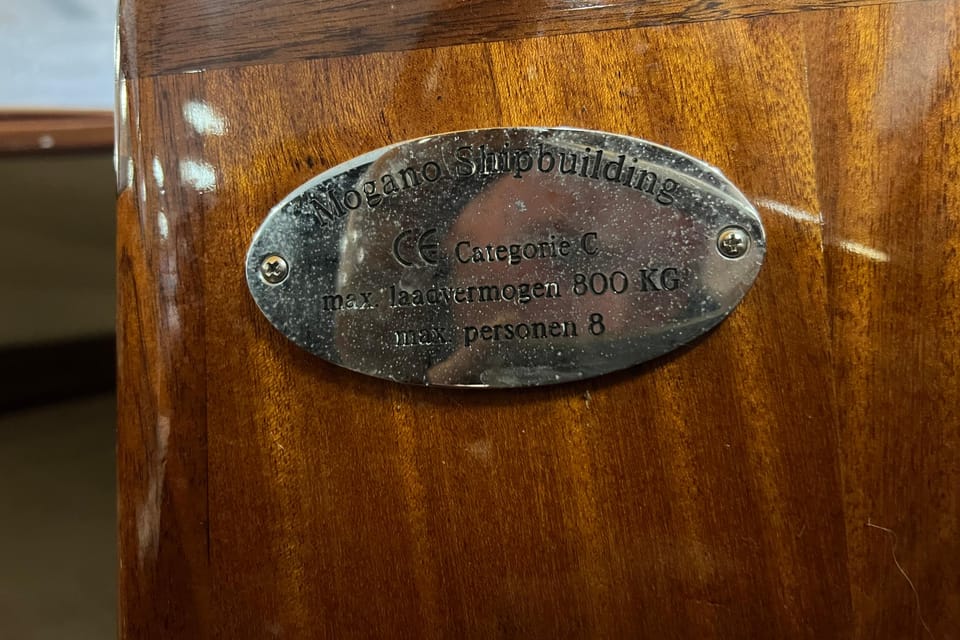 Mogano Shipbuilding
CE Categorie C
max. laadvermogen 800 KG
max. personen 8